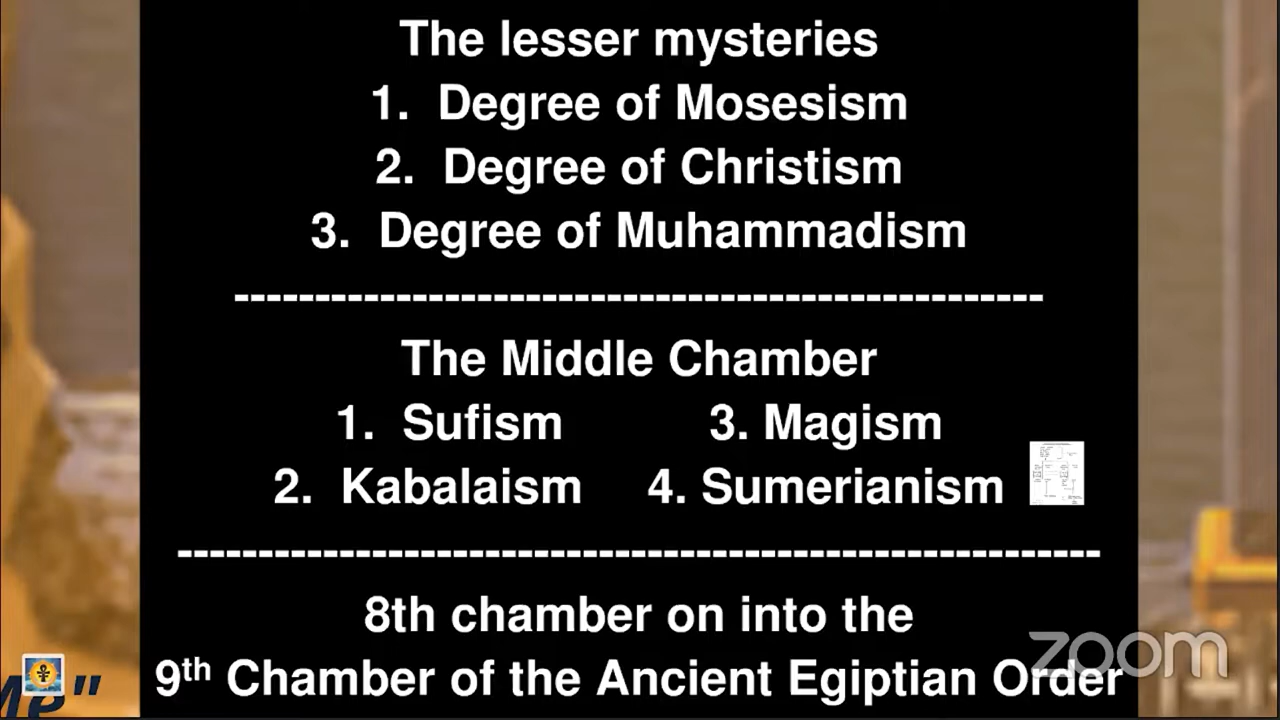 The lesser mysteries
1. Degree of Mosesism
2. Degree of Christism
3. Degree of Muhammadism
--------------------------------------------------
The Middle Chamber
1. Sufism 3. Magism
2. Kabalaism 4. Sumerianism
---------------------------------------------------------
8th chamber on into the
9th Chamber of the Ancient Egiptian Order
zoom